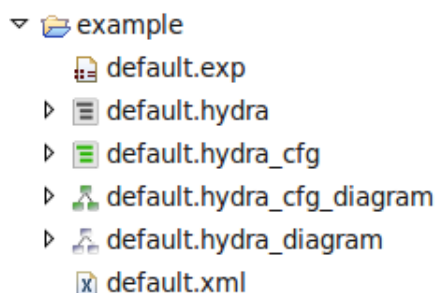 example
default.exp
default.hydra
default.hydra_cfg
default.hydra_cfg_diagram
default.hydra_diagram
default.xml